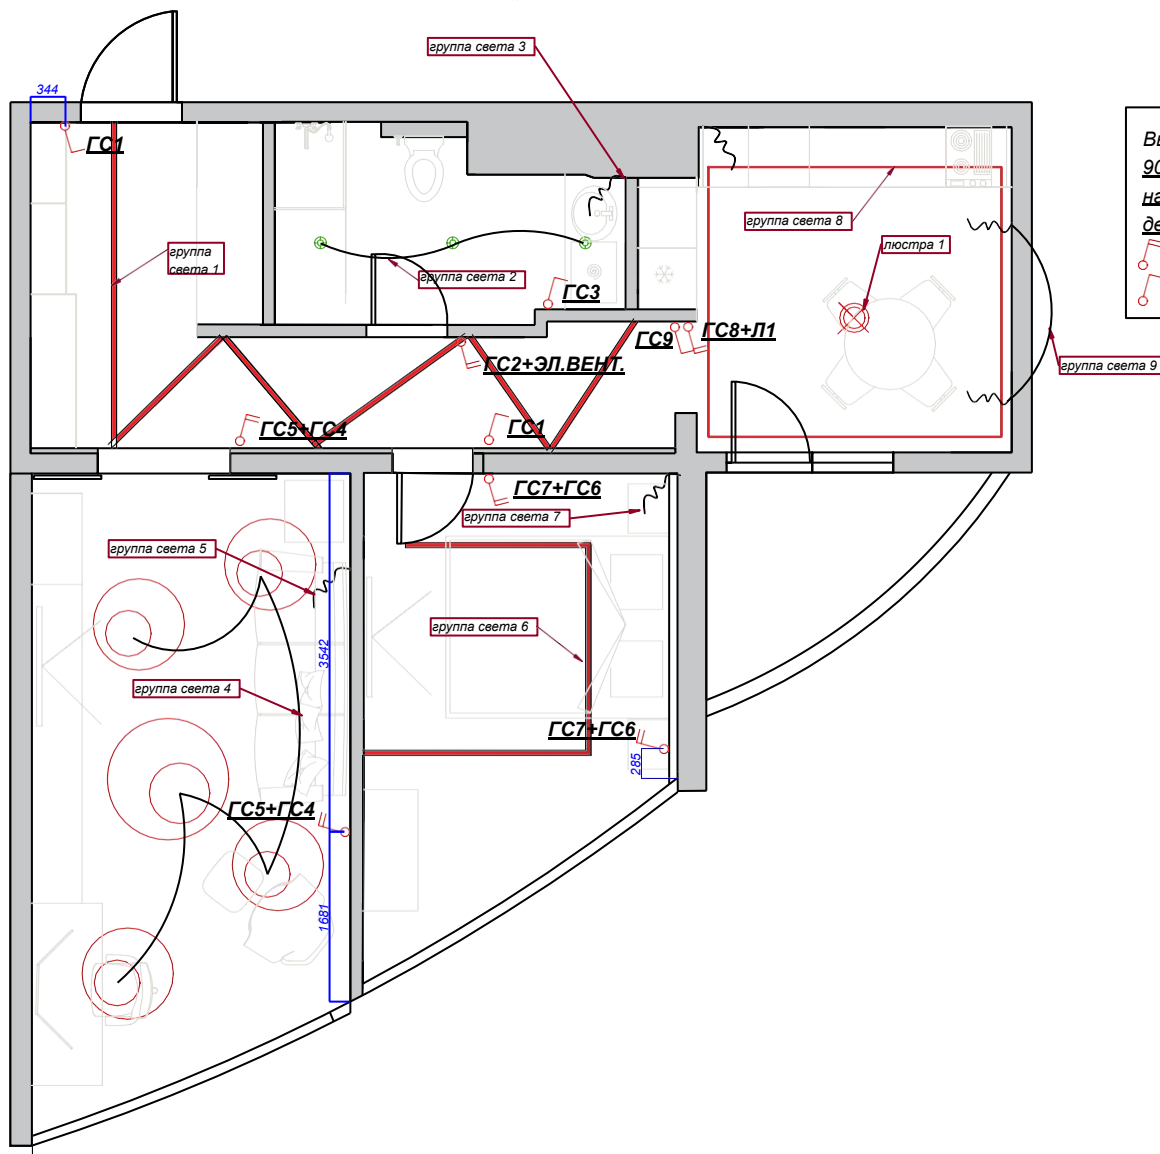 группа света 3
344
ГС1
группа
света 1
группа света 2
ГС3
группа света 8
люстра 1
ГС9
ГС8+Л1
ГС2+ЭЛ.ВЕНТ.
группа света 9
ГС5+ГС4
ГС1
ГС7+ГС6
группа света 7
группа света 5
группа света 6
3542
группа света 4
ГС7+ГС6
285
ГС5+ГС4
1681